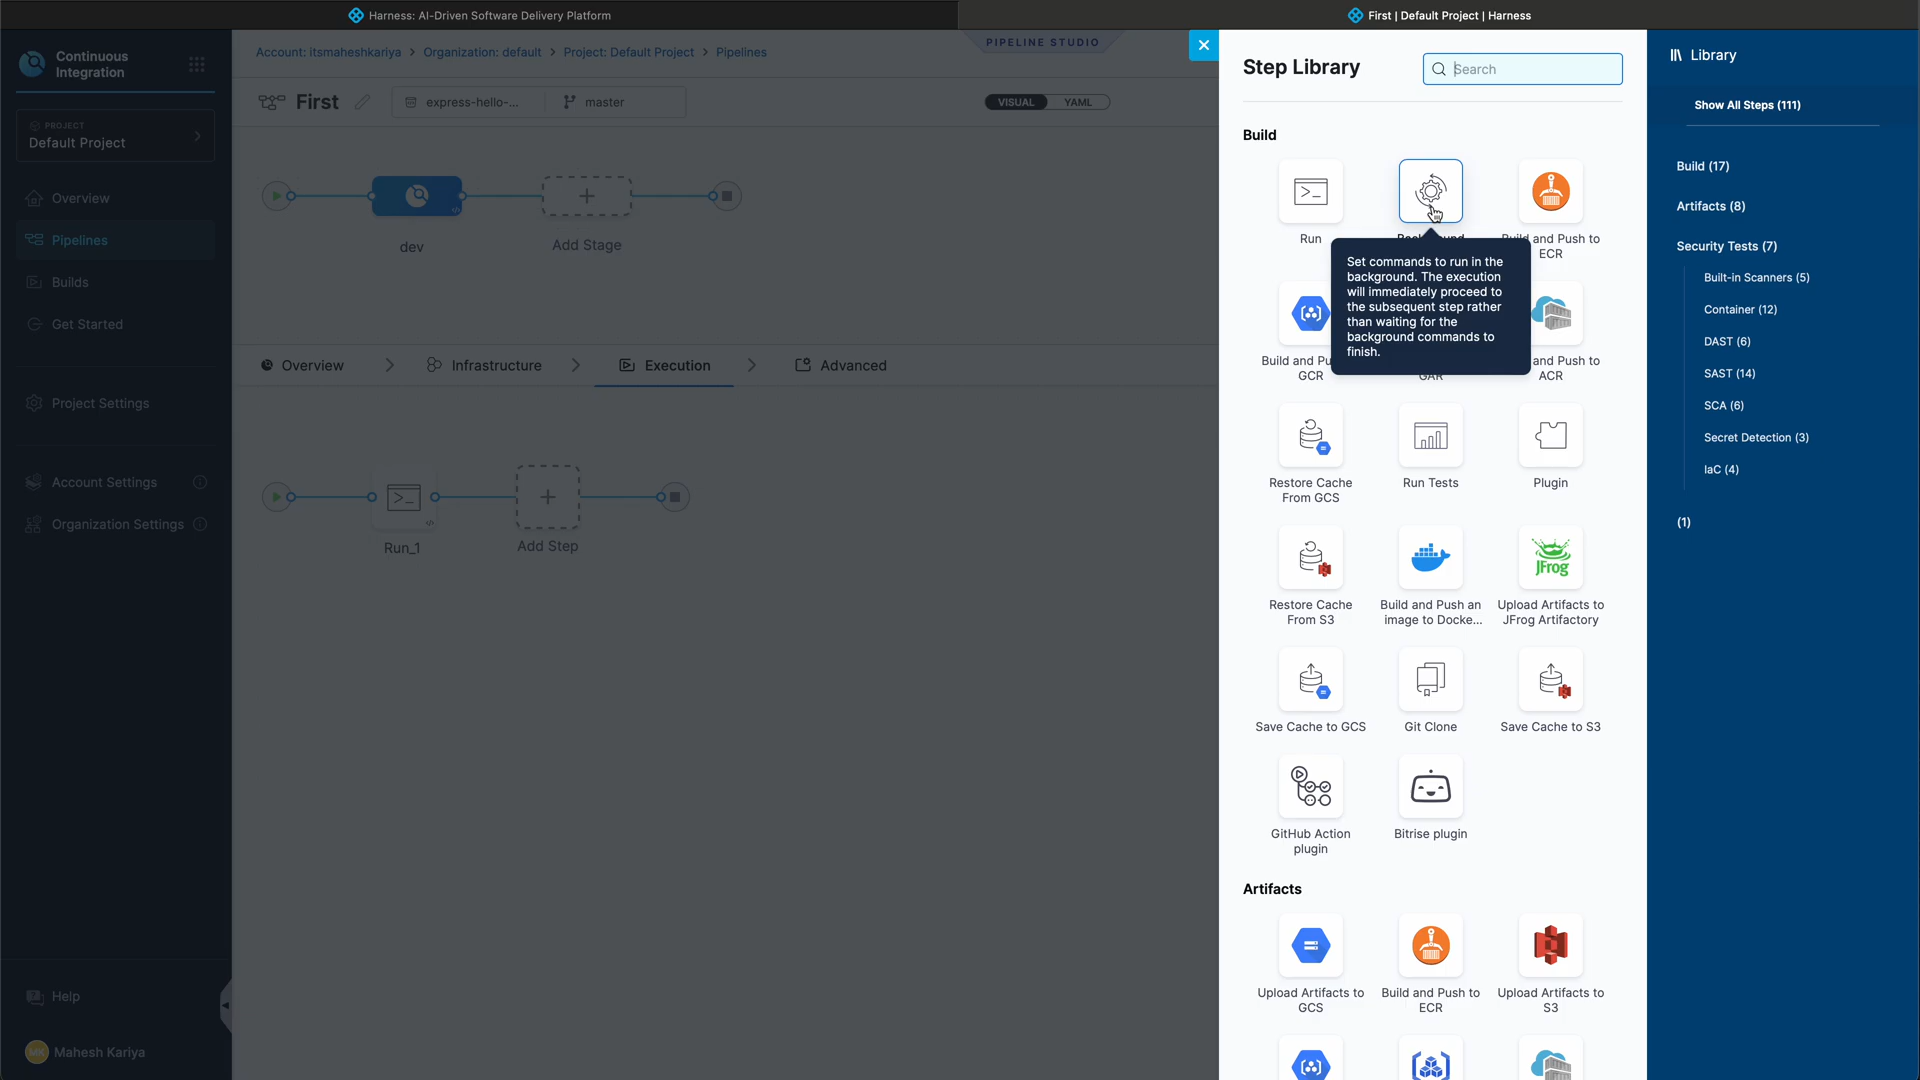 Harness: AI-Driven Software Delivery Platform
First | Default Project | Harness
Continuous
Integration
PROJECT
Default Project
Overview
Pipelines
Builds
Get Started
Project Settings
Account Settings
Organization Settings
Help
MK
Mahesh Kariya
Account: itsmaheshkariya > Organization: default > Project: Default Project > Pipelines
PIPELINE STUDIO
First
express-hello-...
master
VISUAL
YAML
dev
Add Stage
Overview
Infrastructure
Execution
Advanced
Run_1
Add Step
Step Library
Search
Build
Run
Build and Push to
ECR
Set commands to run in the
background. The execution
will immediately proceed to
the subsequent step rather
than waiting for the
background commands to
finish.
GCR
GAR
and Push to
ACR
Restore Cache
From GCS
Run Tests
Plugin
Restore Cache
From S3
Build and Push an
image to Docke...
JFrog
Upload Artifacts to
JFrog Artifactory
Save Cache to GCS
Git Clone
Save Cache to S3
GitHub Action
plugin
Bitrise plugin
Artifacts
Upload Artifacts to
GCS
Build and Push to
ECR
Upload Artifacts to
S3
Library
Show All Steps (111)
Build (17)
Artifacts (8)
Security Tests (7)
Built-in Scanners (5)
Container (12)
DAST (6)
SAST (14)
SCA (6)
Secret Detection (3)
IaC (4)
(1)